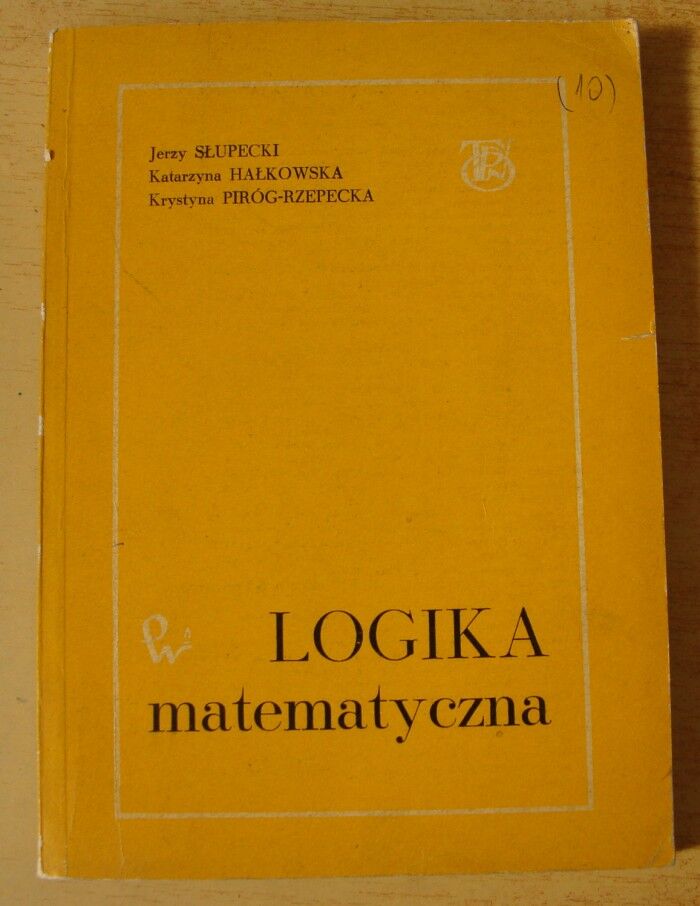 (10)
Jerzy SŁUPECKI
Katarzyna HAŁKOWSKA
Krystyna PIRÓG-RZEPECKA
LOGIKA
matematyczna